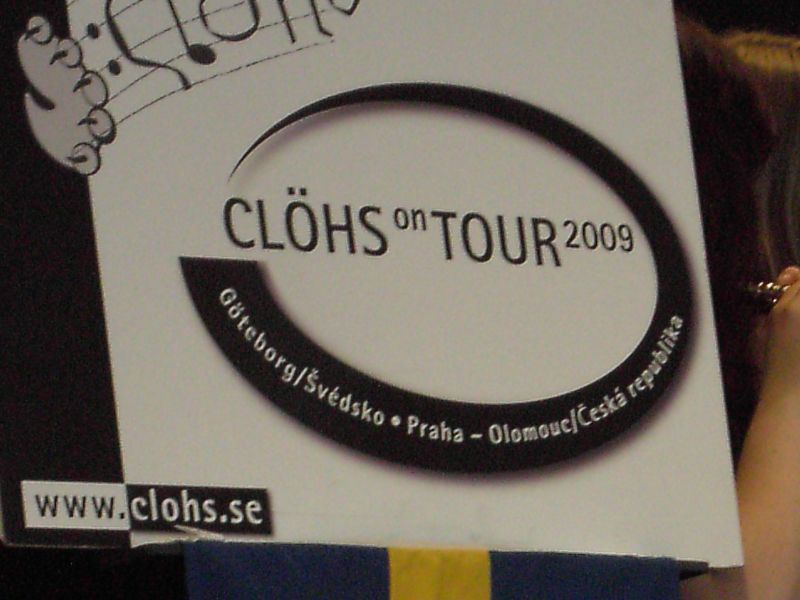 CLÖHS on TOUR 2009
Göteborg/Švédsko • Praha – Olomouc/Česká republika
www.clohs.se